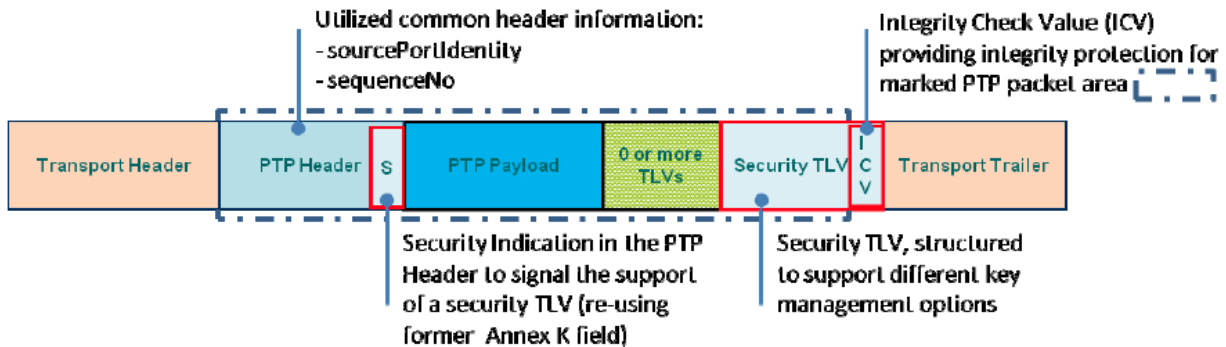 Utilized common header information:
- sourcePortIdentity
- sequenceNo
Integrity Check Value (ICV)
providing integrity protection for
marked PTP packet area
Transport Header
PTP Header
S
PTP Payload
0 or more
TLVs
Security TLV
I
C
V
Transport Trailer
Security Indication in the PTP
Header to signal the support
of a security TLV (re-using
former Annex K field)
Security TLV, structured
to support different key
management options